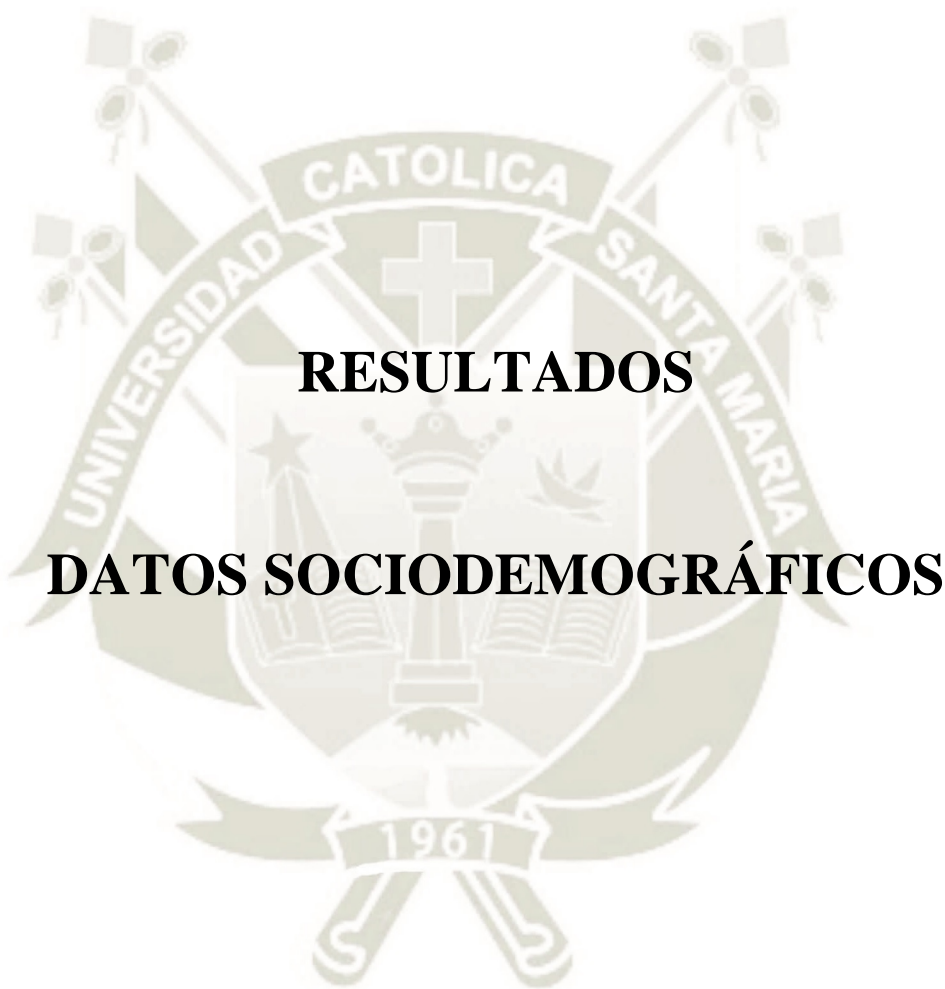 CATOLICA
UNIVERSIDAD
SANTA MARIA
RESULTADOS
DATOS SOCIODEMOGRÁFICOS
1961